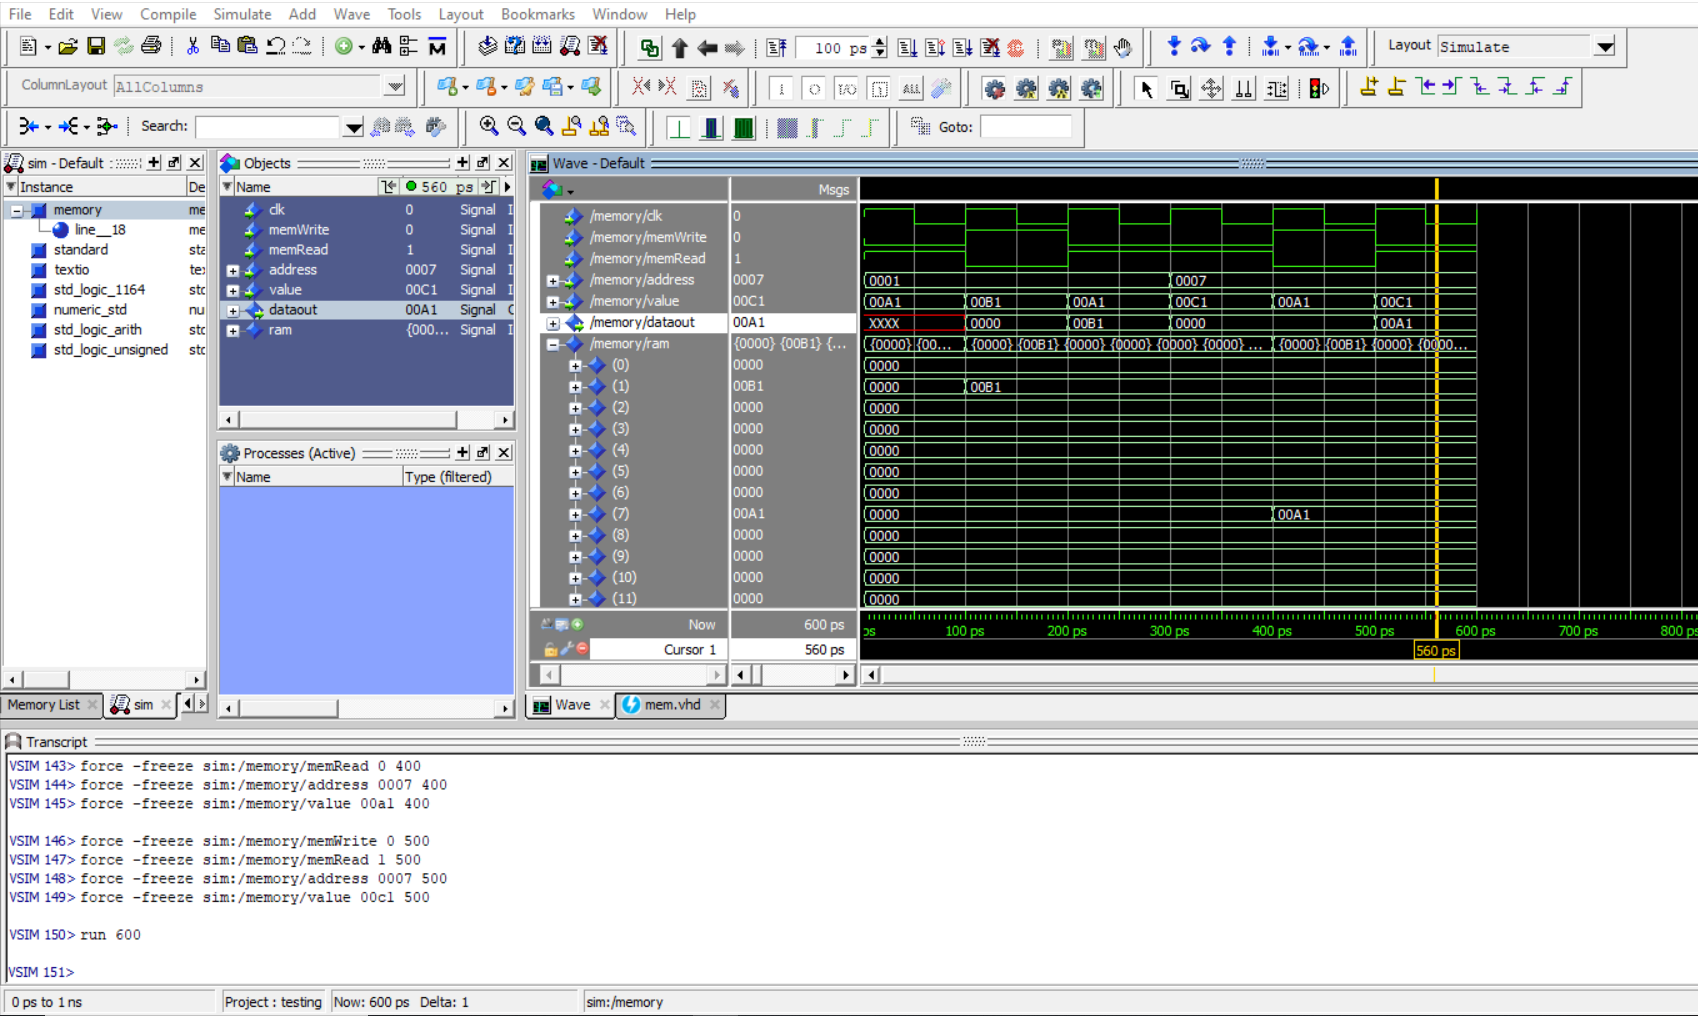 File Edit View Compile Simulate Add Wave Tools Layout Bookmarks Window Help
100 ps
Layout Simulate
ColumnLayout AllColumns
Search:
Goto:
sim - Default
Instance De
memory me
line__18 me
standard sta
textio te
std_logic_1164 std
numeric_std nu
std_logic_arith std
std_logic_unsigned std
Objects
Name 560 ps
clk 0 Signal I
memWrite 0 Signal I
memRead 1 Signal I
address 0007 Signal I
value 00C1 Signal I
dataout 00A1 Signal
ram {000... Signal I
Processes (Active)
Name Type (filtered)
Memory List sim
Wave - Default
Msgs
/memory/clk 0
/memory/memWrite 0
/memory/memRead 1
/memory/address 0007 0001 0007
/memory/value 00C1 00A1 00B1 00A1 00C1 00A1 00C1
/memory/dataout 00A1 XXXX 0000 00B1 0000 00A1
/memory/ram {0000} {00B1} {... {0000} {00... {0000} {00B1} {0000} {0000} {0000} {0000} ... {0000} {00B1} {0000} {0000...
(0) 0000 0000
(1) 00B1 0000 00B1
(2) 0000 0000
(3) 0000 0000
(4) 0000 0000
(5) 0000 0000
(6) 0000 0000
(7) 00A1 0000 00A1
(8) 0000 0000
(9) 0000 0000
(10) 0000 0000
(11) 0000 0000
Now 600 ps ps 100 ps 200 ps 300 ps 400 ps 500 ps 600 ps 700 ps 800 ps
Cursor 1 560 ps 560 ps
Wave mem.vhd
Transcript
VSIM 143> force -freeze sim:/memory/memRead 0 400
VSIM 144> force -freeze sim:/memory/address 0007 400
VSIM 145> force -freeze sim:/memory/value 00a1 400
VSIM 146> force -freeze sim:/memory/memWrite 0 500
VSIM 147> force -freeze sim:/memory/memRead 1 500
VSIM 148> force -freeze sim:/memory/address 0007 500
VSIM 149> force -freeze sim:/memory/value 00c1 500
VSIM 150> run 600
VSIM 151>
0 ps to 1 ns Project : testing Now: 600 ps Delta: 1 sim:/memory